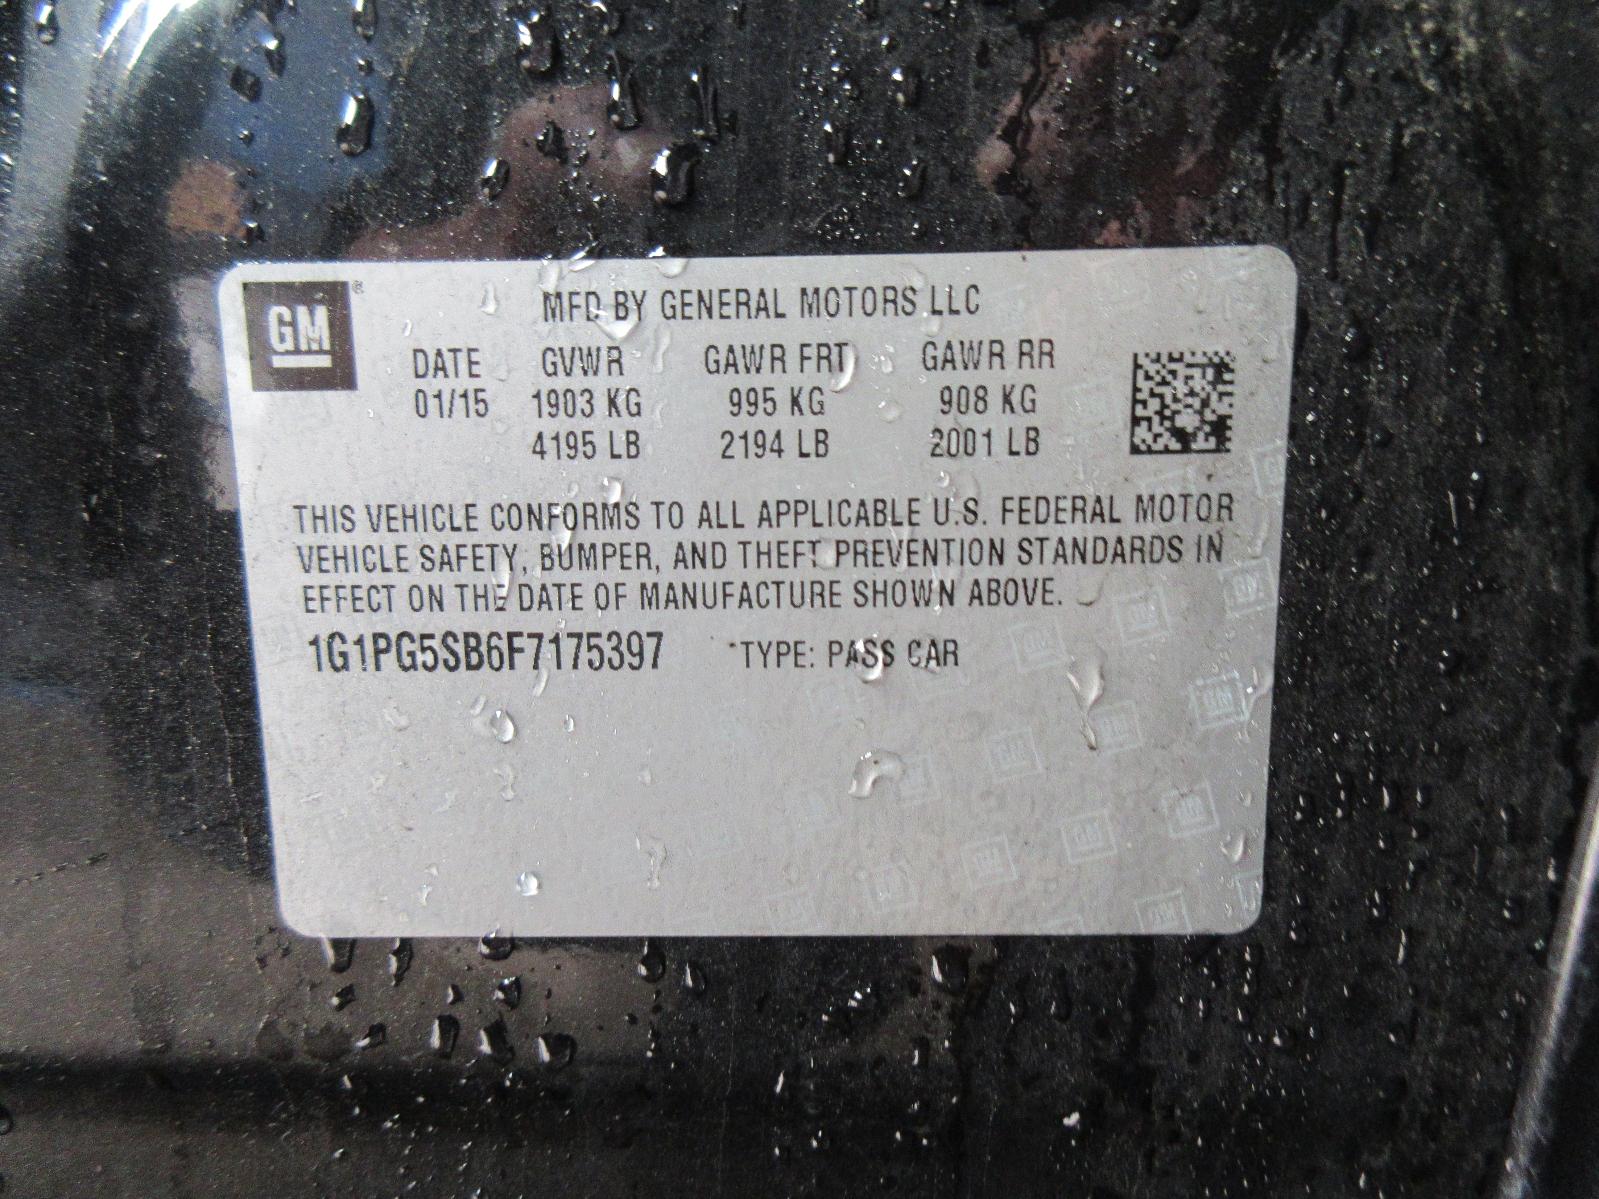 GM®
MFD BY GENERAL MOTORS LLC
DATE GVWR GAWR FRT GAWR RR
01/15 1903 KG 995 KG 908 KG
4195 LB 2194 LB 2001 LB
THIS VEHICLE CONFORMS TO ALL APPLICABLE U.S. FEDERAL MOTOR
VEHICLE SAFETY, BUMPER, AND THEFT PREVENTION STANDARDS IN
EFFECT ON THE DATE OF MANUFACTURE SHOWN ABOVE.
1G1PG5SB6F7175397 TYPE: PASS CAR